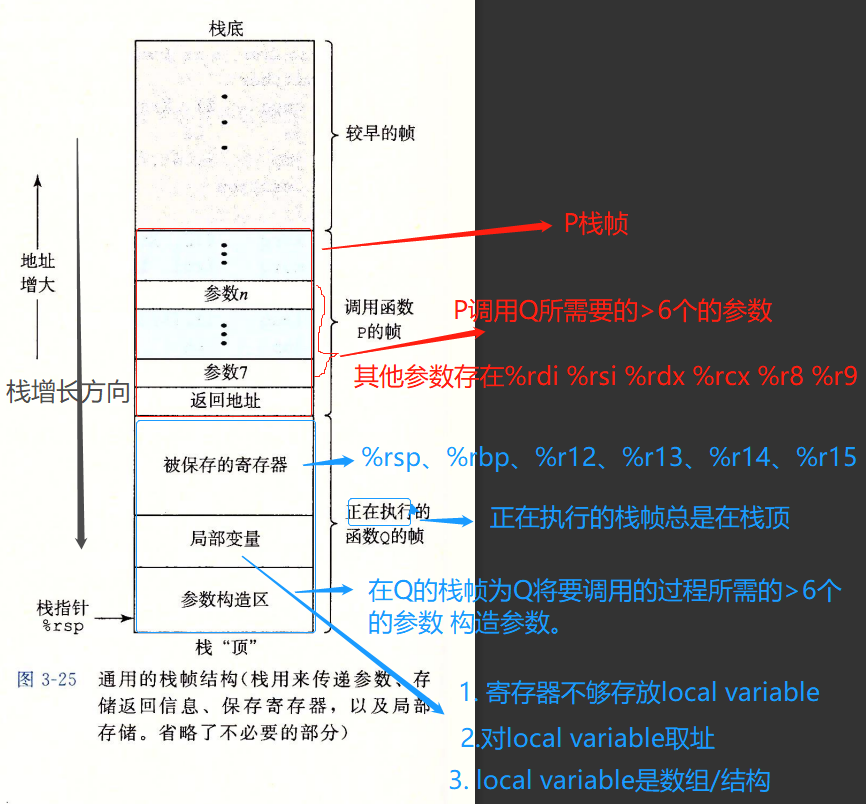 栈底
较早的帧
P栈帧
地址
增大
参数n
调用函数
P的帧
P调用Q所需要的>6个的参数
参数7
其他参数存在%rdi %rsi %rdx %rcx %r8 %r9
栈增长方向
返回地址
被保存的寄存器
%rsp、%rbp、%r12、%r13、%r14、%r15
正在执行的
函数Q的帧
正在执行的栈帧总是在栈顶
局部变量
参数构造区
在Q的栈帧为Q将要调用的过程所需的>6个
的参数 构造参数。
栈指针
%rsp
栈“顶”
图 3-25 通用的栈帧结构(栈用来传递参数、存
储返回信息、保存寄存器，以及局部
存储。省略了不必要的部分)
1. 寄存器不够存放local variable
2.对local variable取址
3. local variable是数组/结构